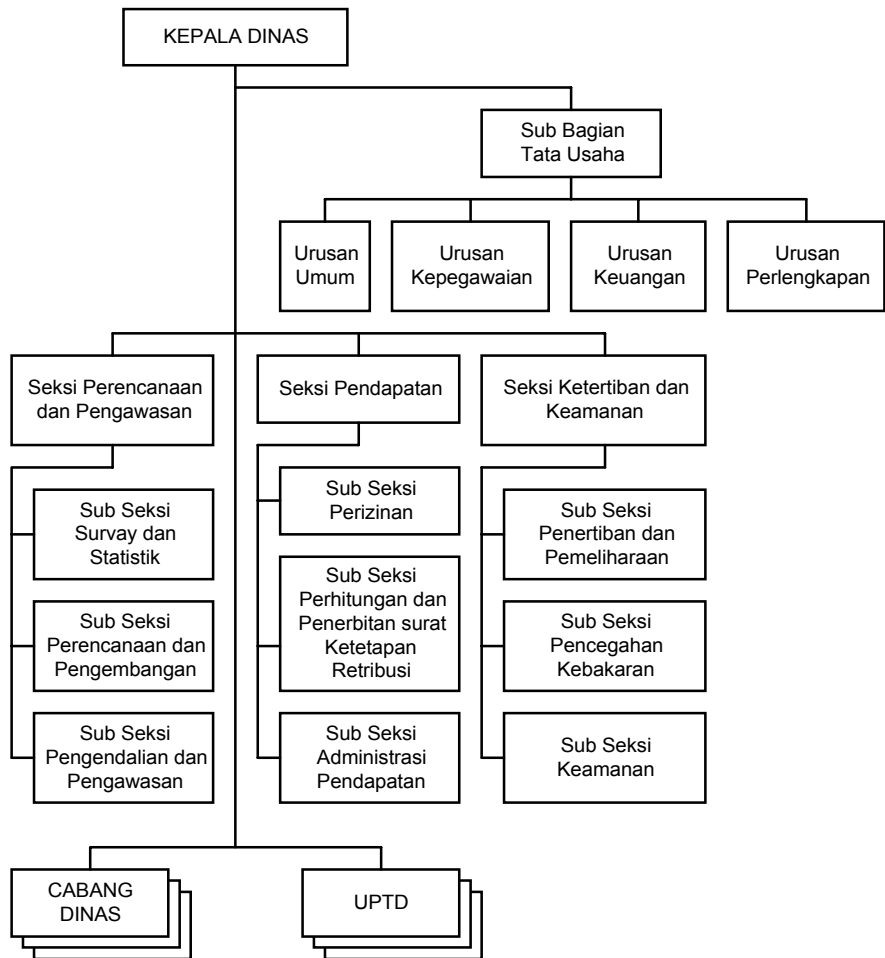 KEPALA DINAS
Sub Bagian
Tata Usaha
Urusan
Umum
Urusan
Kepegawaian
Urusan
Keuangan
Urusan
Perlengkapan
Seksi Perencanaan
dan Pengawasan
Seksi Pendapatan
Seksi Ketertiban dan
Keamanan
Sub Seksi
Survay dan
Statistik
Sub Seksi
Perencanaan dan
Pengembangan
Sub Seksi
Pengendalian dan
Pengawasan
Sub Seksi
Perizinan
Sub Seksi
Perhitungan dan
Penerbitan surat
Ketetapan
Retribusi
Sub Seksi
Administrasi
Pendapatan
Sub Seksi
Penertiban dan
Pemeliharaan
Sub Seksi
Pencegahan
Kebakaran
Sub Seksi
Keamanan
CABANG
DINAS
UPTD